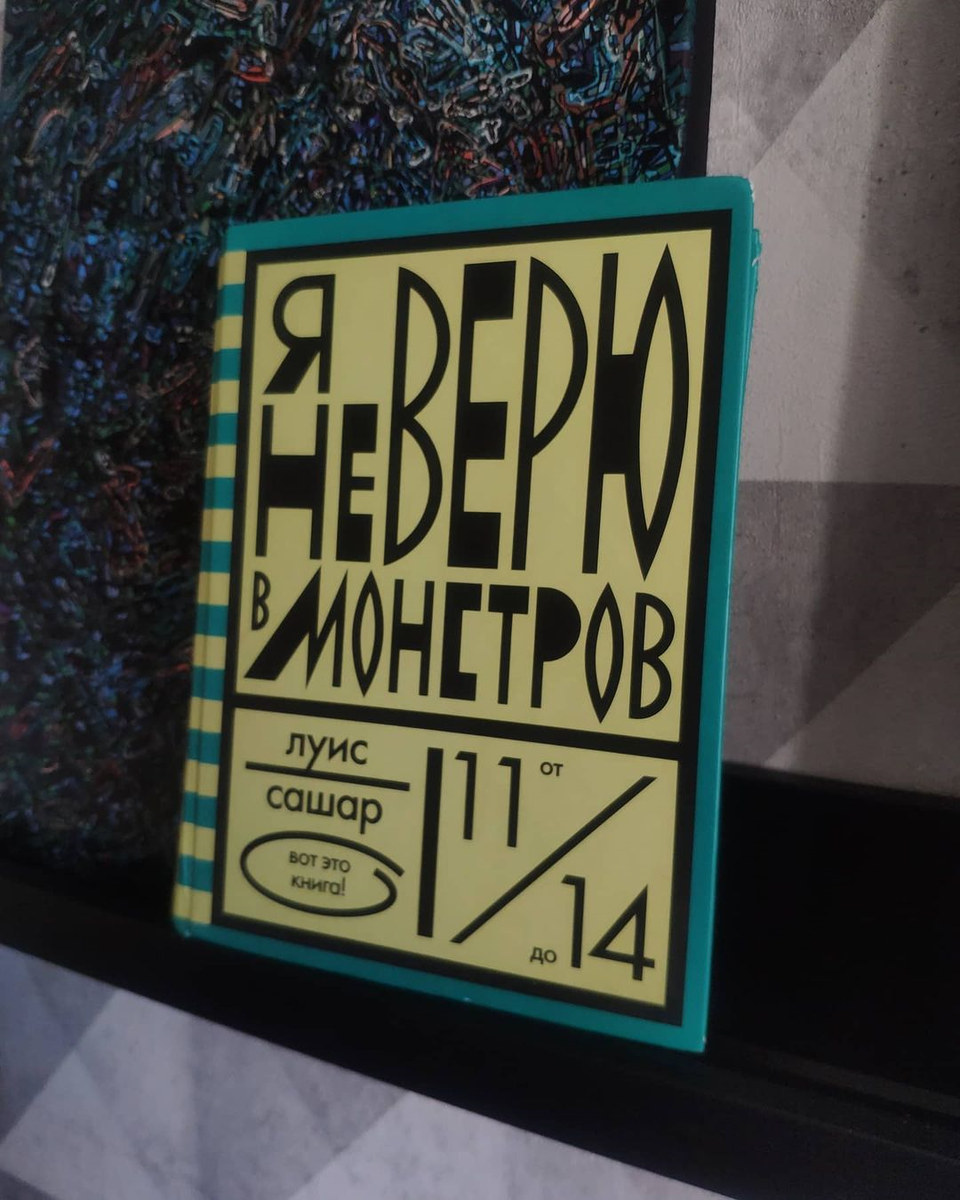 Я
НЕ ВЕРЮ
В МОНСТРОВ
луис
сашар
вот это
книга!
от 11
до 14